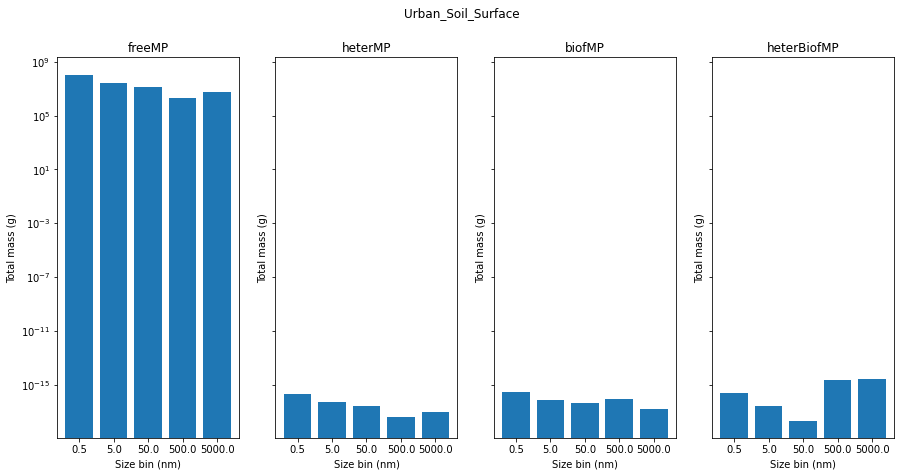 Urban_Soil_Surface
freeMP
heterMP
biofMP
heterBiofMP
10^9
10^5
10^1
10^−3
10^−7
10^−11
10^−15
Total mass (g)
Total mass (g)
Total mass (g)
Total mass (g)
0.5 5.0 50.0 500.0 5000.0
0.5 5.0 50.0 500.0 5000.0
0.5 5.0 50.0 500.0 5000.0
0.5 5.0 50.0 500.0 5000.0
Size bin (nm)
Size bin (nm)
Size bin (nm)
Size bin (nm)